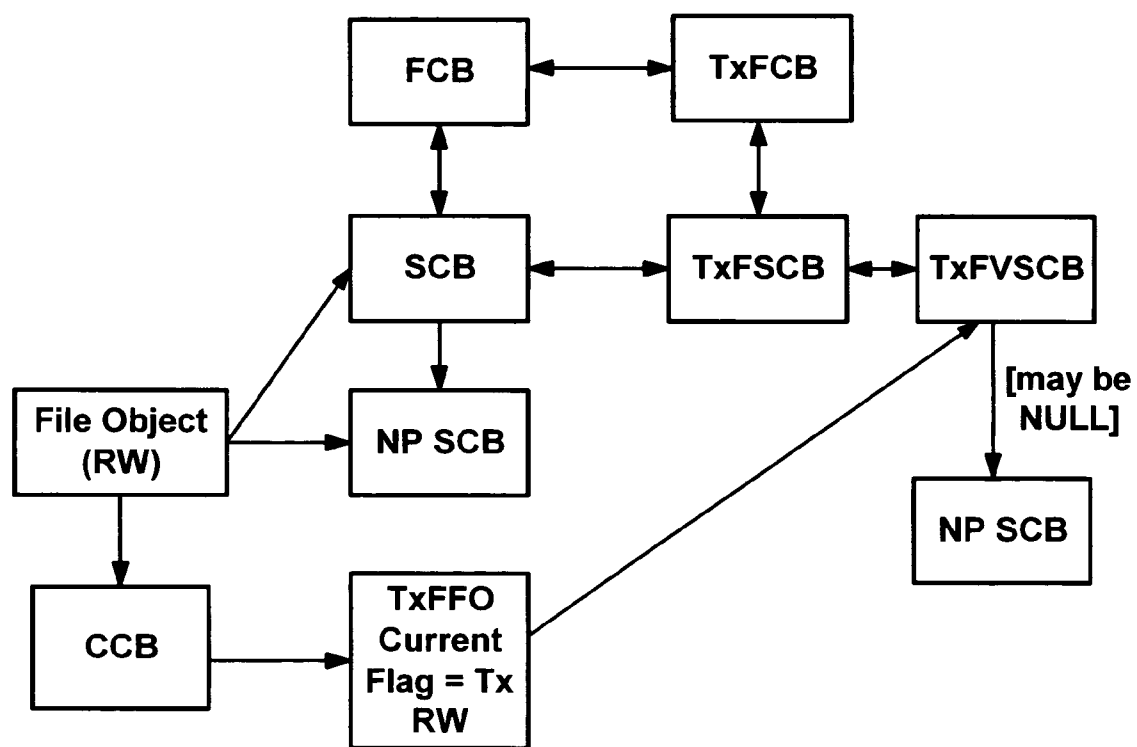 FCB
TxFCB
SCB
TxFSCB
TxFVSCB
[may be
NULL]
File Object
(RW)
NP SCB
NP SCB
CCB
TxFFO
Current
Flag = Tx
RW